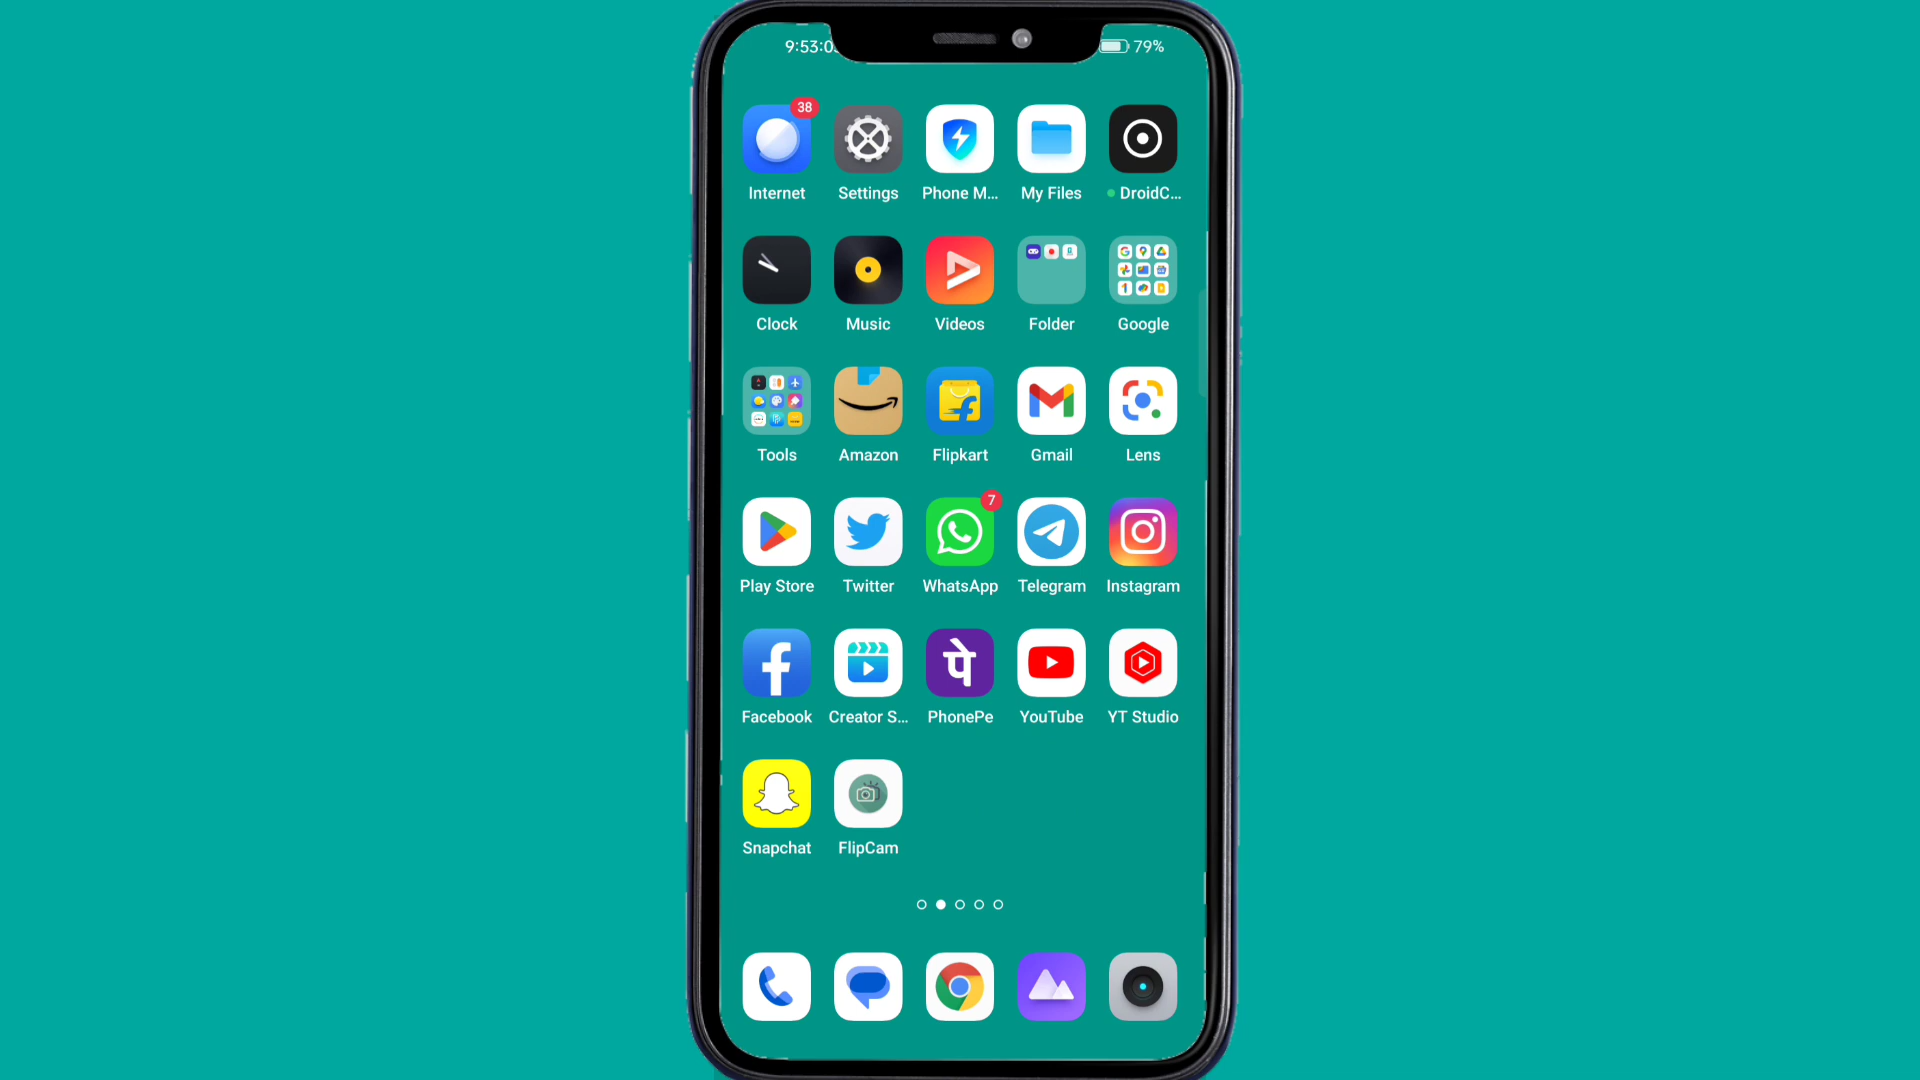 9:53:0
79%
38
Internet Settings Phone M... My Files DroidC...
Clock Music Videos Folder Google
Tools Amazon Flipkart Gmail Lens
7
Play Store Twitter WhatsApp Telegram Instagram
पे
Facebook Creator S... PhonePe YouTube YT Studio
Snapchat FlipCam